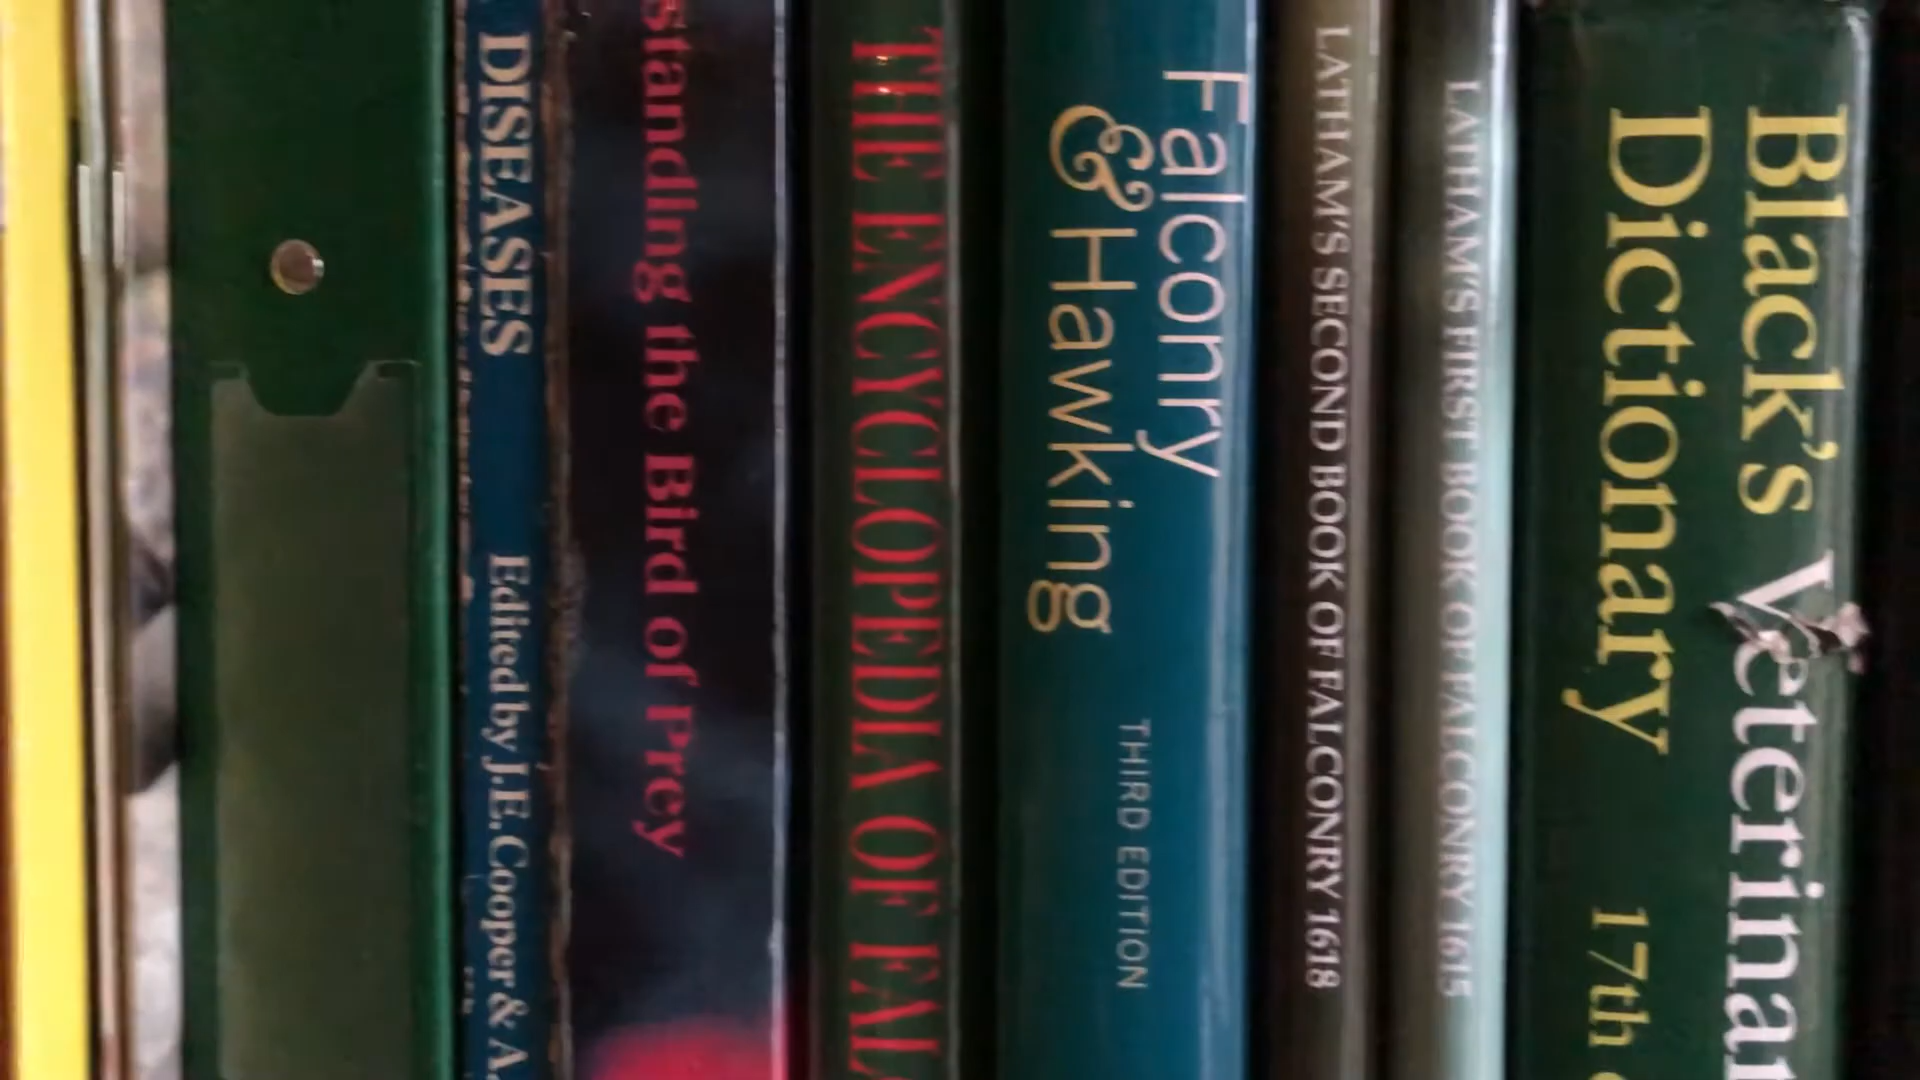 DISEASES Edited by J.E. Cooper & A.
standing the Bird of Prey
THE ENCYCLOPEDIA OF FAL
Falconry
& Hawking
THIRD EDITION
LATHAM'S SECOND BOOK OF FALCONRY 1618
LATHAM'S FIRST BOOK OF FALCONRY 1615
Black's Veterinar
Dictionary
17th